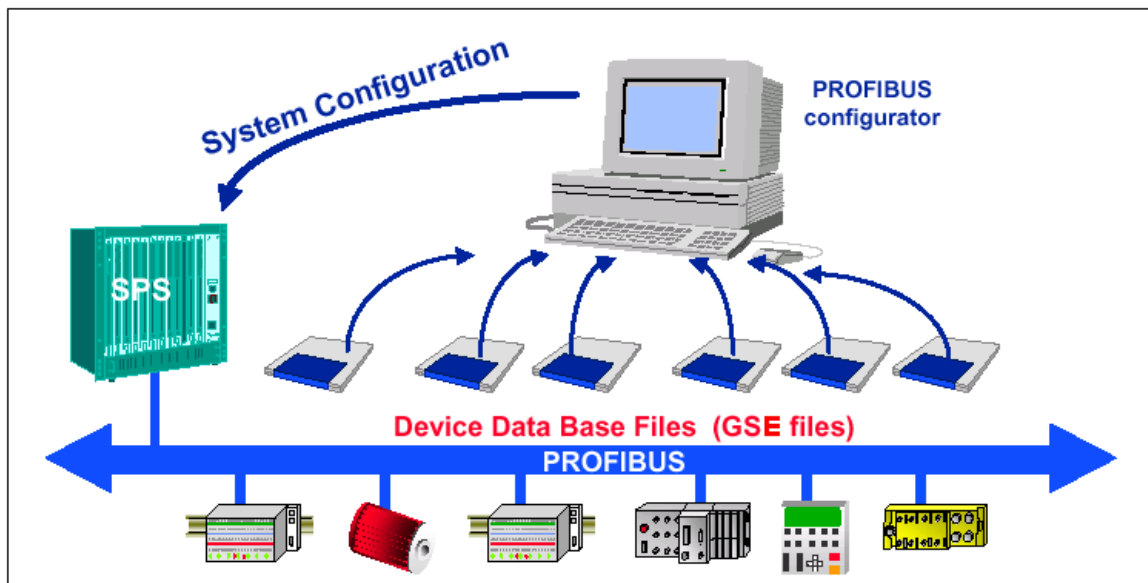 System Configuration
PROFIBUS
configurator
SPS
Device Data Base Files (GSE files)
PROFIBUS